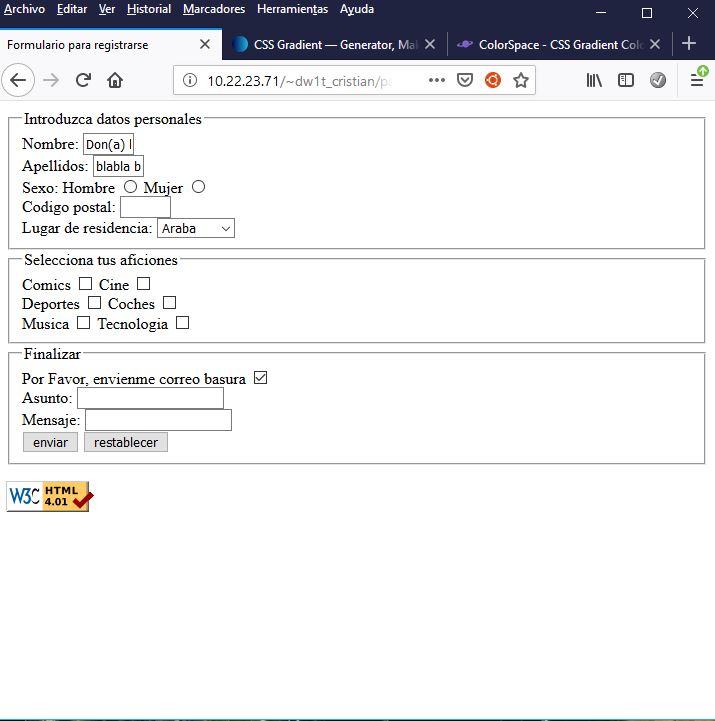 Archivo Editar Ver Historial Marcadores Herramientas Ayuda
Formulario para registrarse CSS Gradient — Generator, Mak ColorSpace - CSS Gradient Colo
10.22.23.71/~dw1t_cristian/po
Introduzca datos personales
Nombre: Don(a)
Apellidos: blabla b
Sexo: Hombre Mujer
Codigo postal:
Lugar de residencia: Araba
Selecciona tus aficiones
Comics Cine
Deportes Coches
Musica Tecnologia
Finalizar
Por Favor, envienme correo basura
Asunto:
Mensaje:
enviar restablecer
W3C HTML
4.01